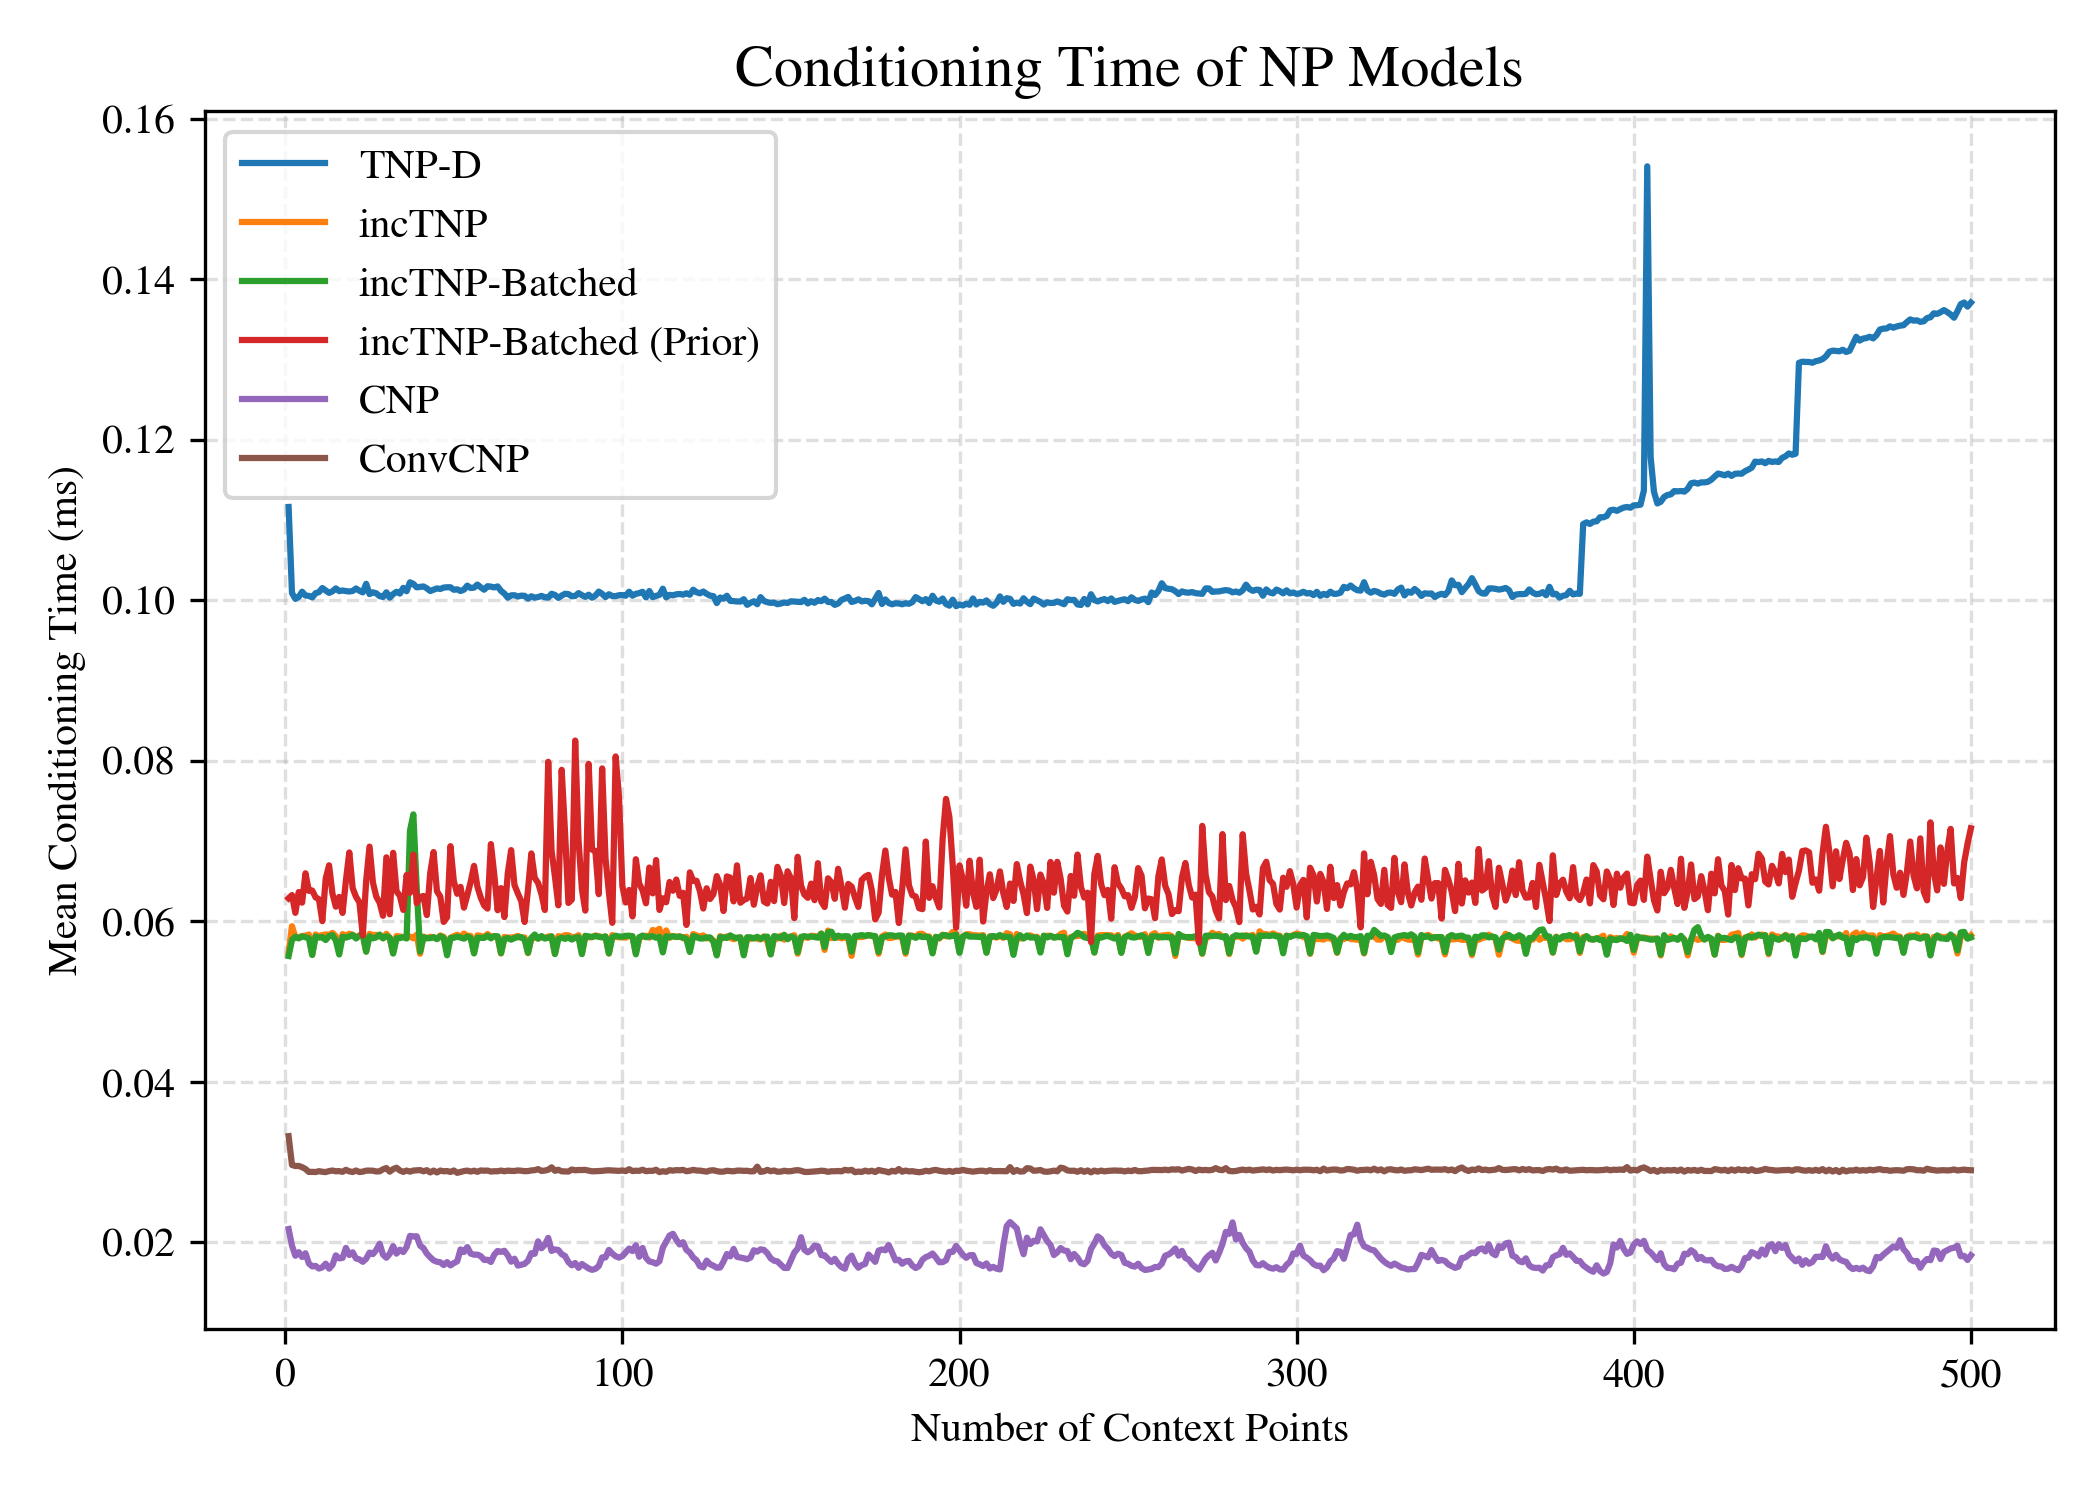 Conditioning Time of NP Models
0.16
0.14
0.12
0.10
0.08
0.06
0.04
0.02
Mean Conditioning Time (ms)
TNP-D
incTNP
incTNP-Batched
incTNP-Batched (Prior)
CNP
ConvCNP
0 100 200 300 400 500
Number of Context Points